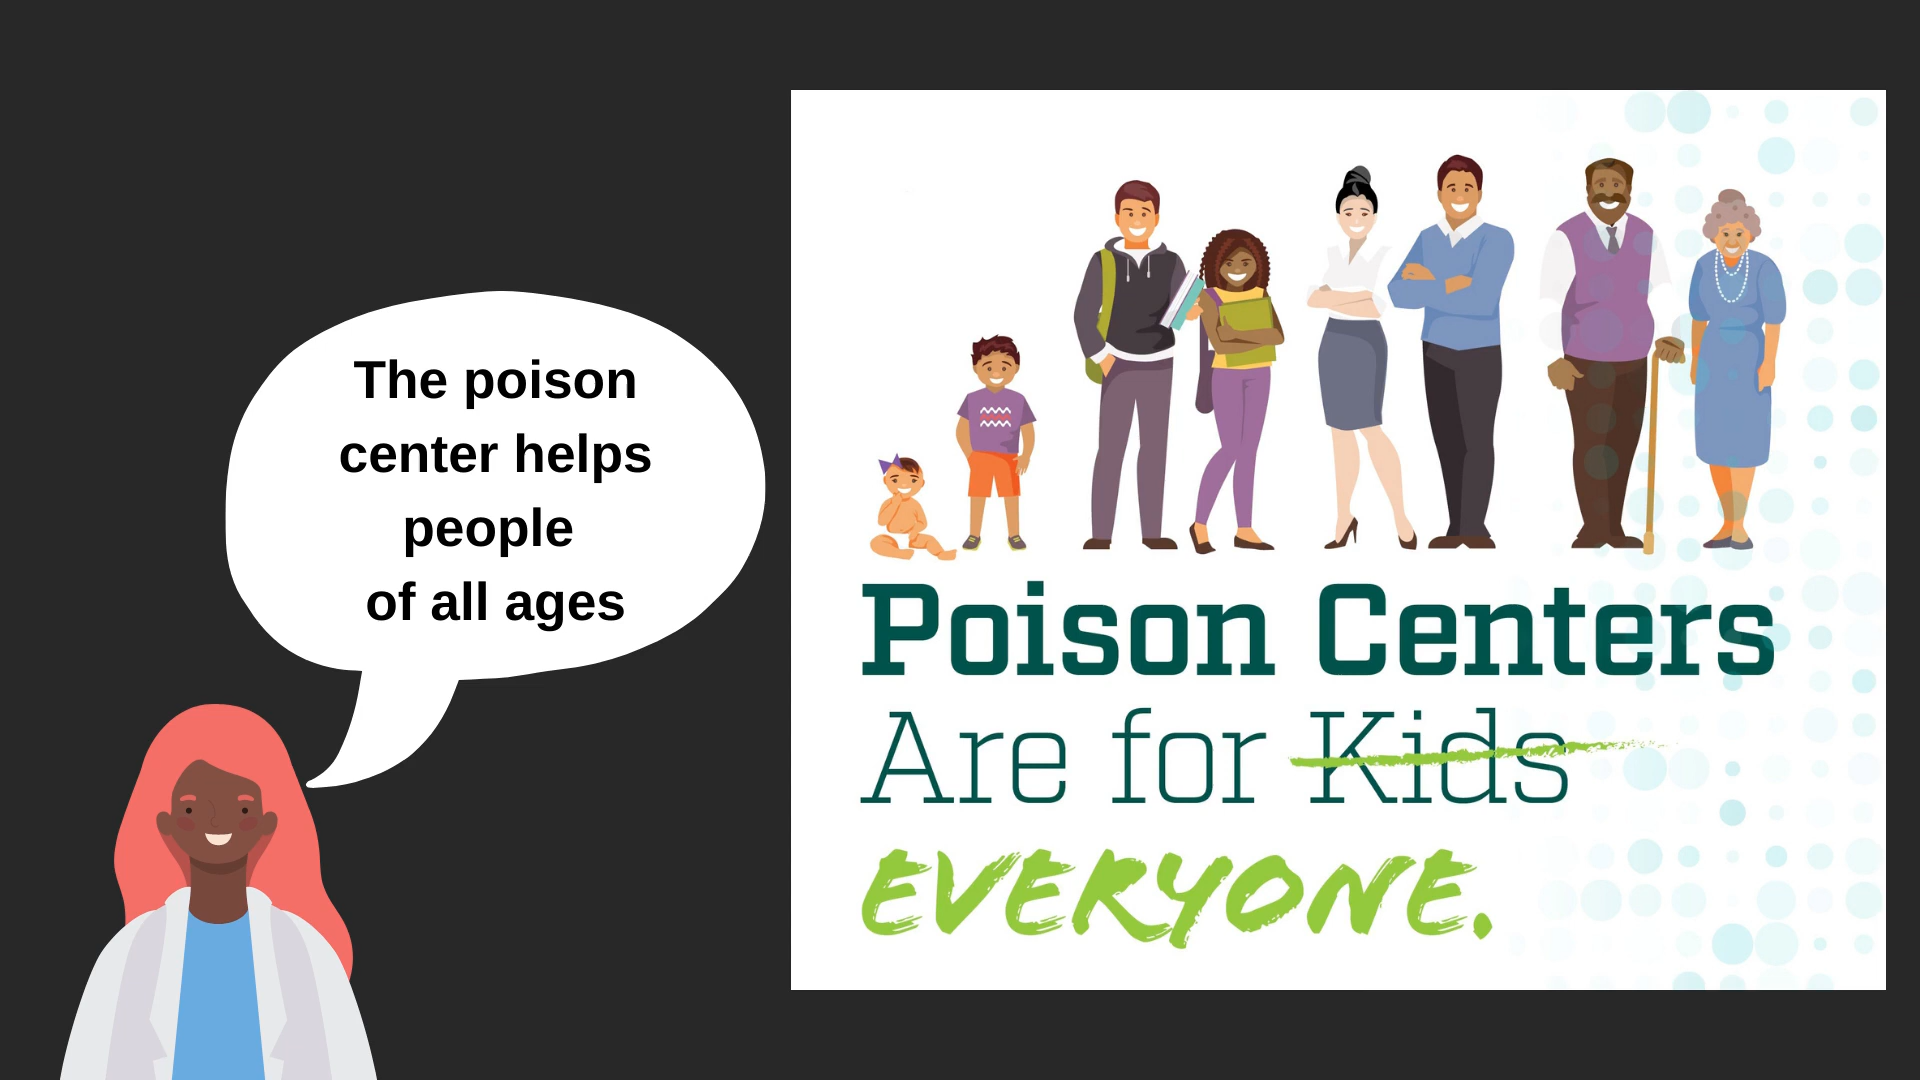 The poison
center helps
people
of all ages
Poison Centers
Are for Kids
EVERYONE.